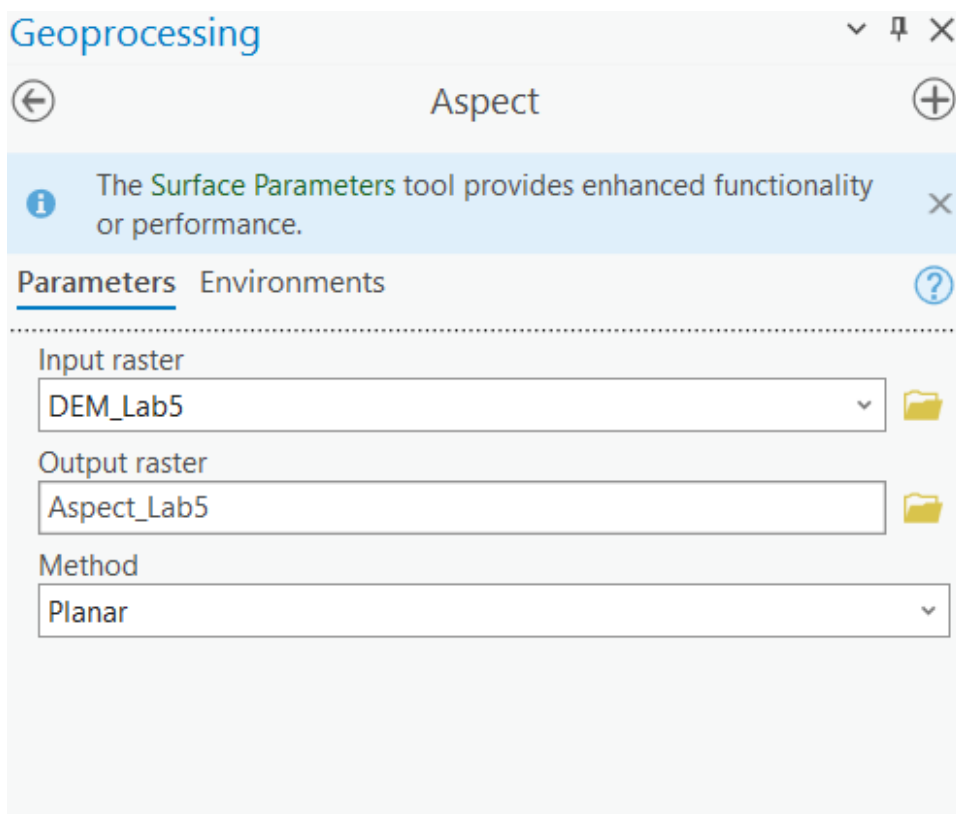 Geoprocessing
Aspect
The Surface Parameters tool provides enhanced functionality
or performance.
Parameters Environments
Input raster
DEM_Lab5
Output raster
Aspect_Lab5
Method
Planar